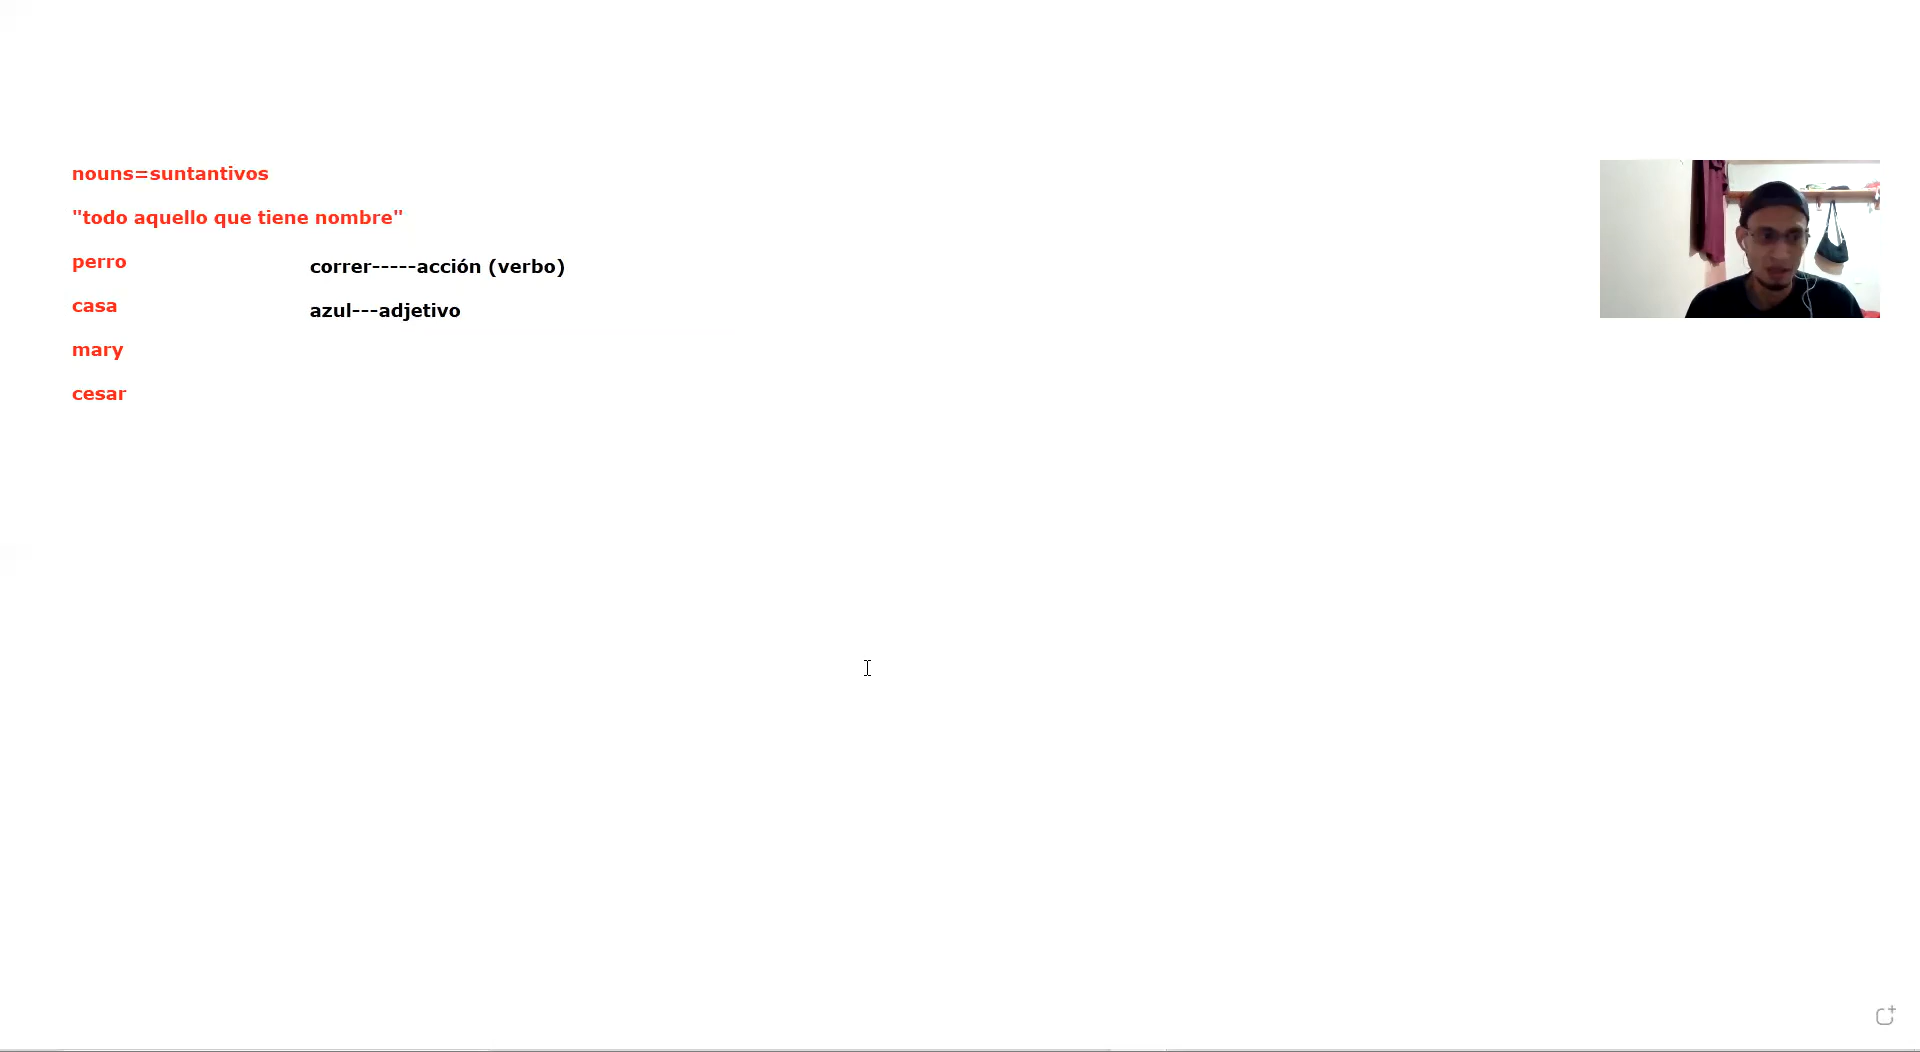 nouns=suntantivos
"todo aquello que tiene nombre"
perro
casa
mary
cesar
correr-----acción (verbo)
azul---adjetivo